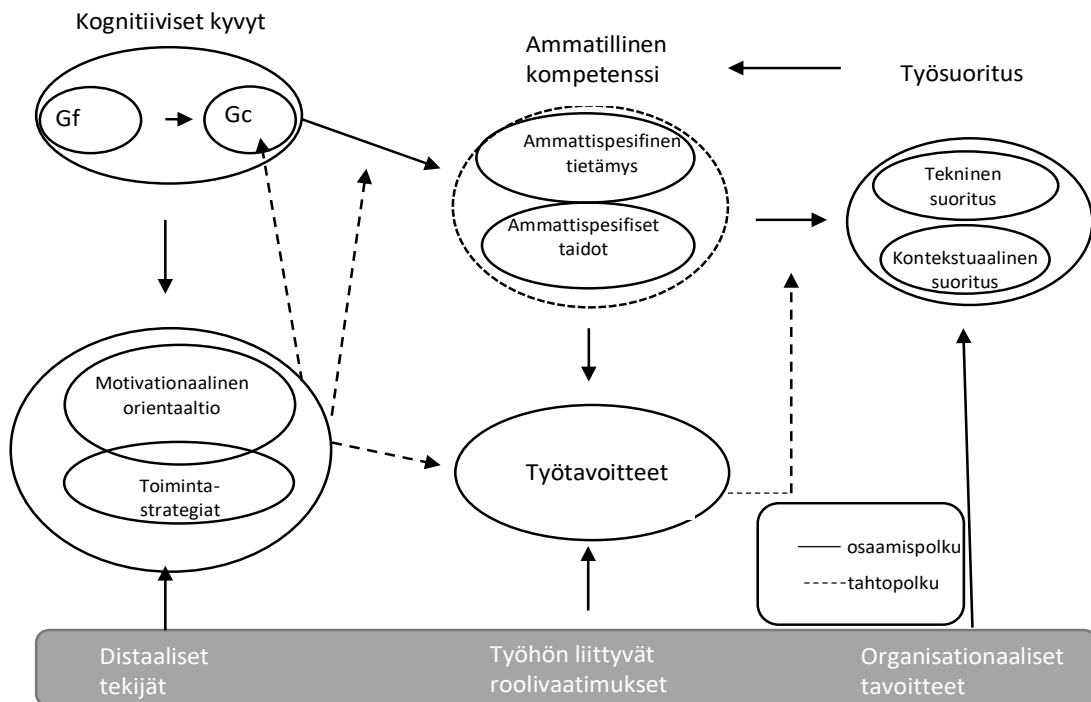 Kognitiiviset kyvyt
Gf
Gc
Ammatillinen
kompetenssi
Ammattispesifinen
tietämys
Ammattispesifiset
taidot
Työsuoritus
Tekninen
suoritus
Kontekstuaalinen
suoritus
Motivationaalinen
orientaaltio
Toiminta-
strategiat
Työtavoitteet
osaamispolku
tahtopolku
Distaaliset
tekijät
Työhön liittyvät
roolivaatimukset
Organisationaaliset
tavoitteet